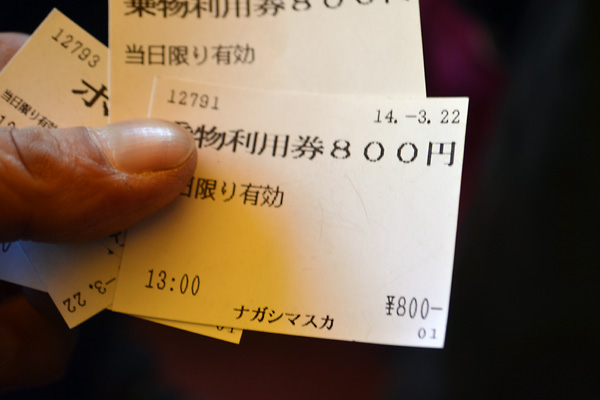 乗物利用券800円
当日限り有効
12793
ホ
当日限り有効
12791
14.-3.22
物利用券800円
日限り有効
13:00
¥800-
ナガシマスカ
01
-3.22
01